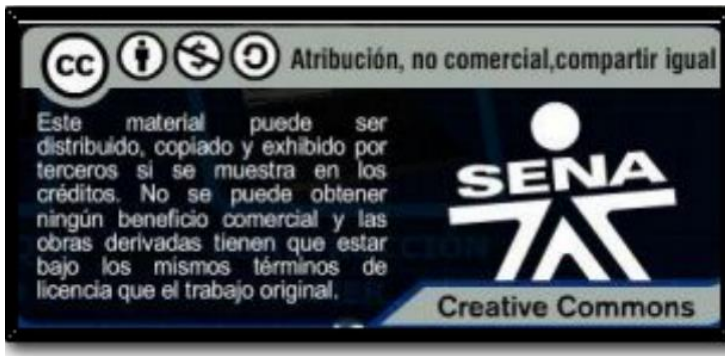 cc Atribución, no comercial,compartir igual
Este material puede ser
distribuido, copiado y exhibido por
terceros si se muestra en los
créditos. No se puede obtener
ningún beneficio comercial y las
obras derivadas tienen que estar
bajo los mismos términos de
licencia que el trabajo original.
SENA
Creative Commons